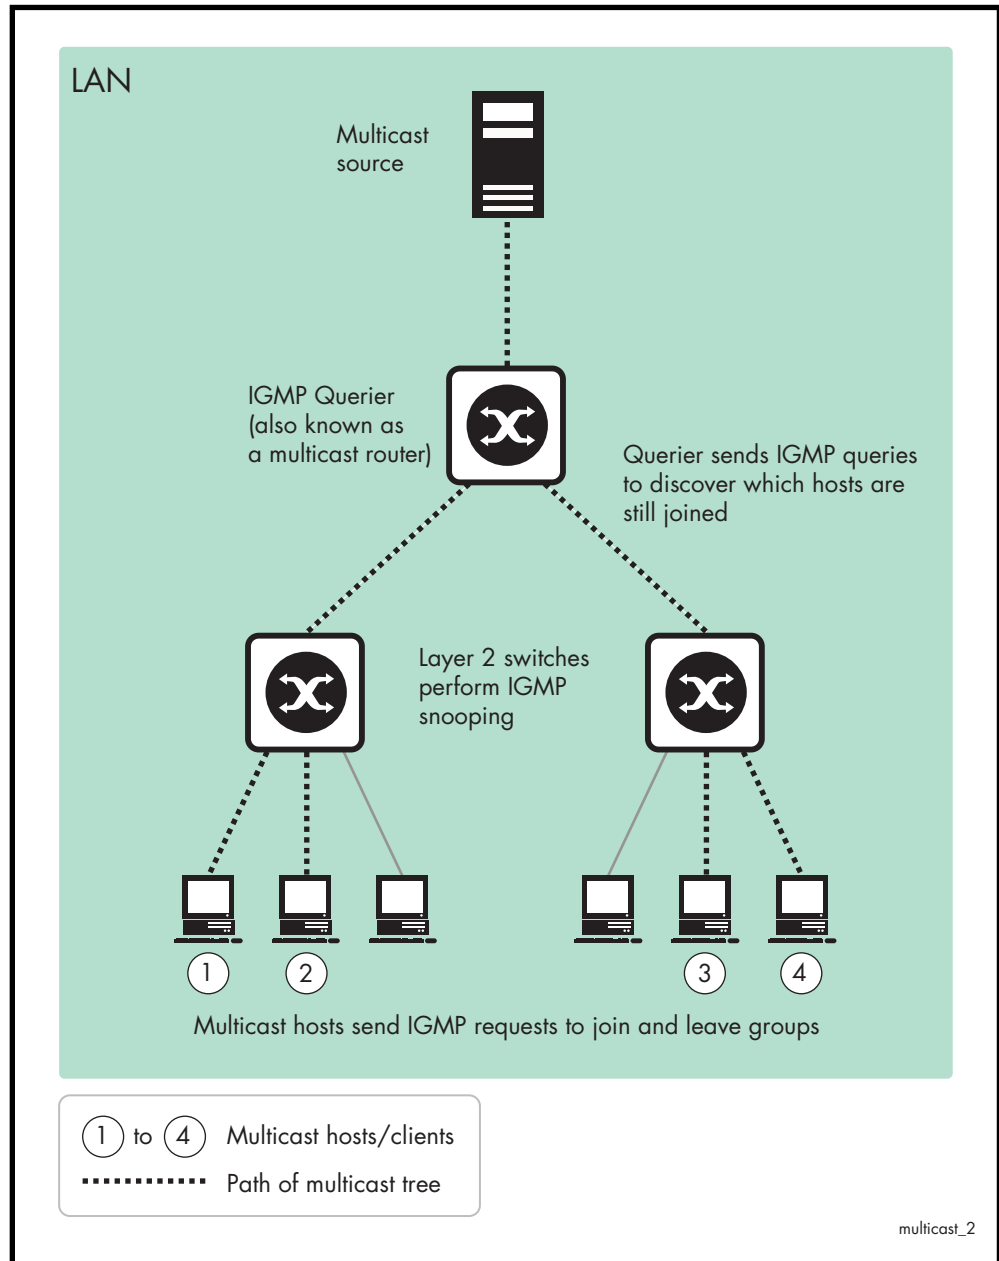 LAN
Multicast
source
IGMP Querier
(also known as
a multicast router)
Querier sends IGMP queries
to discover which hosts are
still joined
Layer 2 switches
perform IGMP
snooping
1
2
3
4
Multicast hosts send IGMP requests to join and leave groups
1 to 4 Multicast hosts/clients
Path of multicast tree
multicast_2